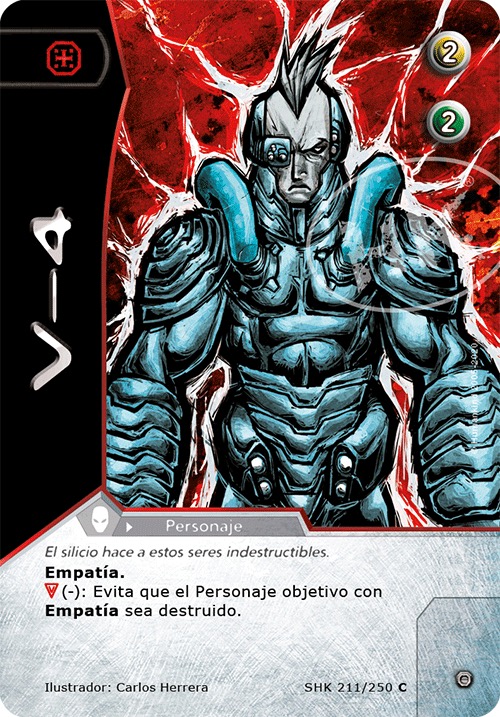 2
2
V-4
Personaje
El silicio hace a estos seres indestructibles.
Empatía.
(-): Evita que el Personaje objetivo con
Empatía sea destruido.
Ilustrador: Carlos Herrera
SHK 211/250 C